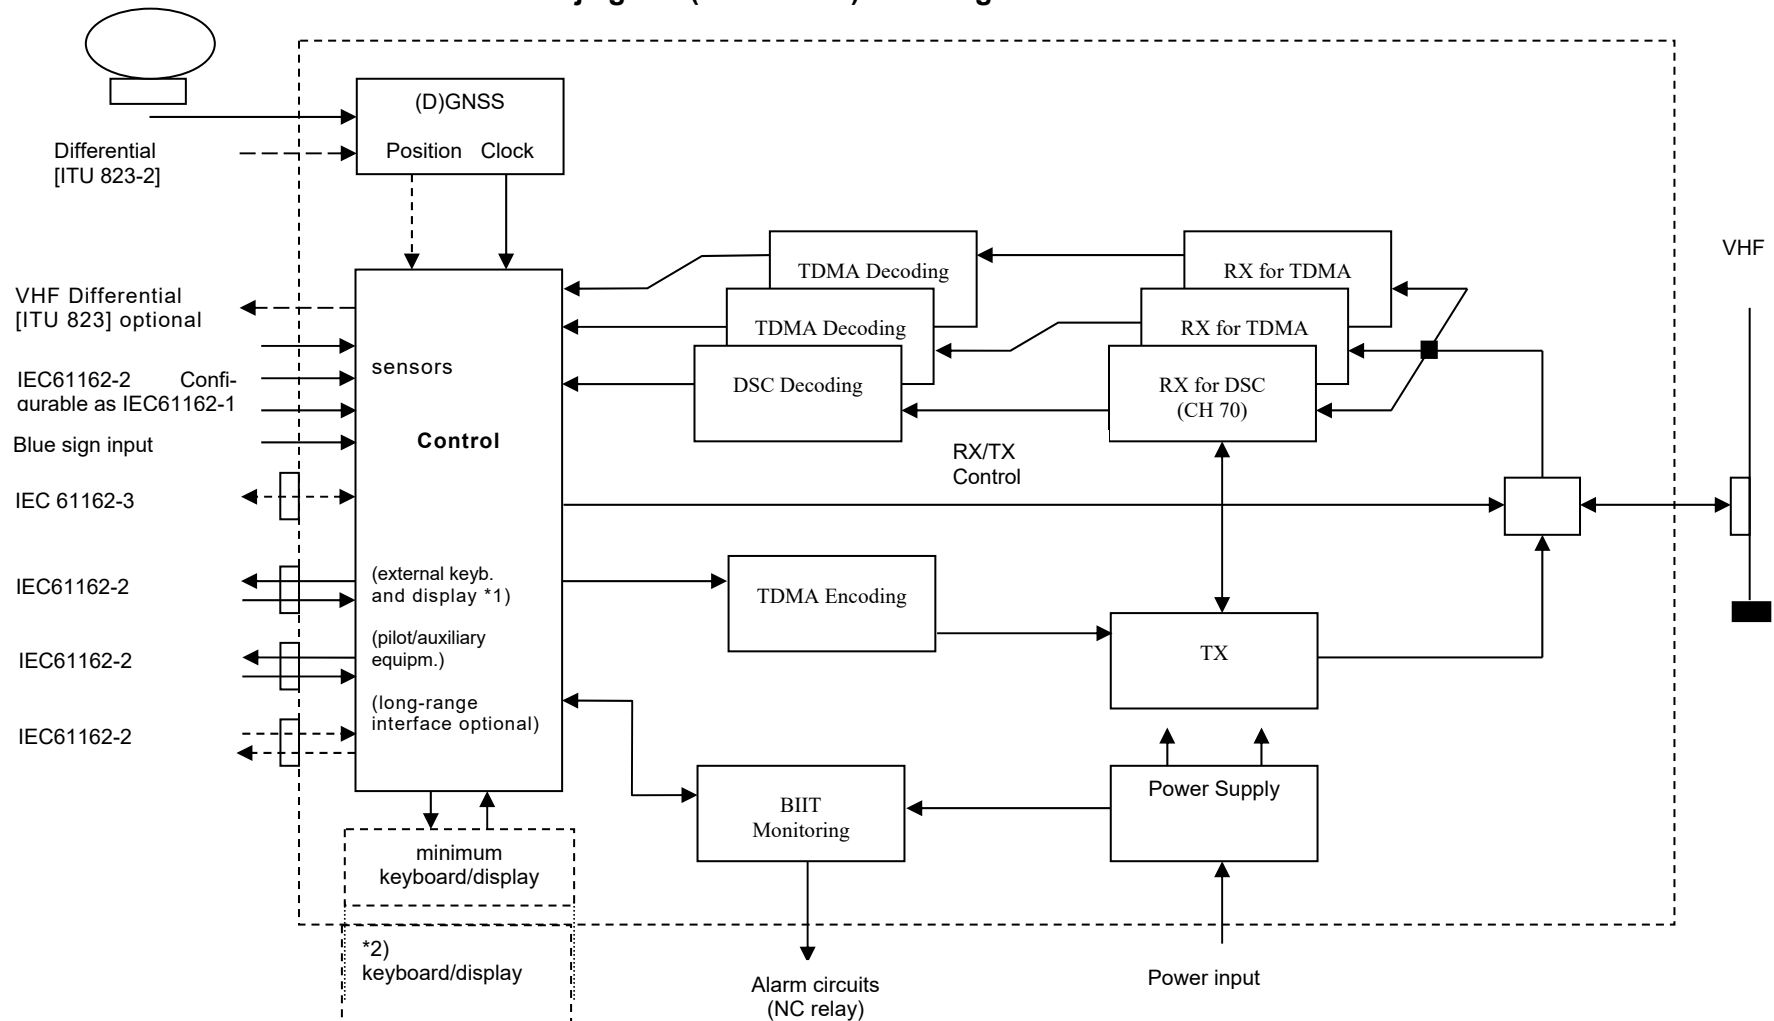 (D)GNSS
Position Clock
Differential
[ITU 823-2]
VHF
TDMA Decoding
RX for TDMA
VHF Differential
[ITU 823] optional
TDMA Decoding
RX for TDMA
sensors
IEC61162-2 Confi-
gurable as IEC61162-1
DSC Decoding
RX for DSC
(CH 70)
Blue sign input
Control
RX/TX
Control
IEC 61162-3
IEC61162-2
(external keyb.
and display *1)
TDMA Encoding
IEC61162-2
(pilot/auxiliary
equipm.)
TX
(long-range
interface optional)
IEC61162-2
Power Supply
BIIT
Monitoring
minimum
keyboard/display
*2)
keyboard/display
Alarm circuits
(NC relay)
Power input